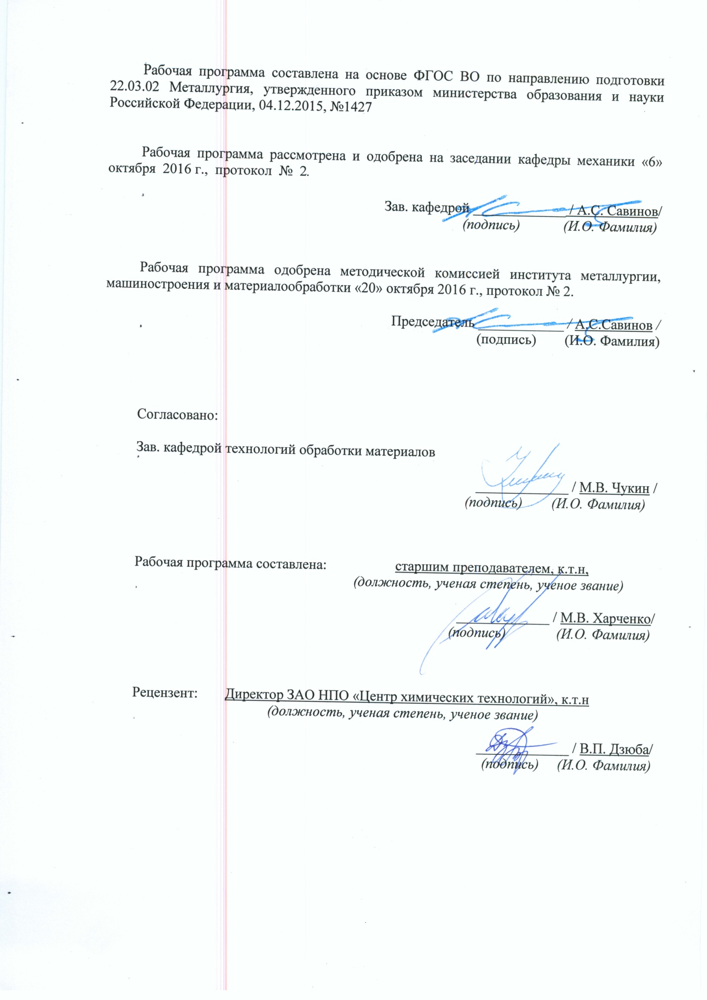 Рабочая программа составлена на основе ФГОС ВО по направлению подготовки
22.03.02 Металлургия, утвержденного приказом министерства образования и науки
Российской Федерации, 04.12.2015, №1427
Рабочая программа рассмотрена и одобрена на заседании кафедры механики «6»
октября 2016 г., протокол № 2.
Зав. кафедрой _____________ / А.С. Савинов/
(подпись) (И.О. Фамилия)
Рабочая программа одобрена методической комиссией института металлургии,
машиностроения и материалообработки «20» октября 2016 г., протокол № 2.
Председатель ____________ / А.С.Савинов /
(подпись) (И.О. Фамилия)
Согласовано:
Зав. кафедрой технологий обработки материалов
_____________ / М.В. Чукин /
(подпись) (И.О. Фамилия)
Рабочая программа составлена: старшим преподавателем, к.т.н,
(должность, ученая степень, ученое звание)
_____________ / М.В. Харченко/
(подпись) (И.О. Фамилия)
Рецензент: Директор ЗАО НПО «Центр химических технологий», к.т.н
(должность, ученая степень, ученое звание)
_____________ / В.П. Дзюба/
(подпись) (И.О. Фамилия)